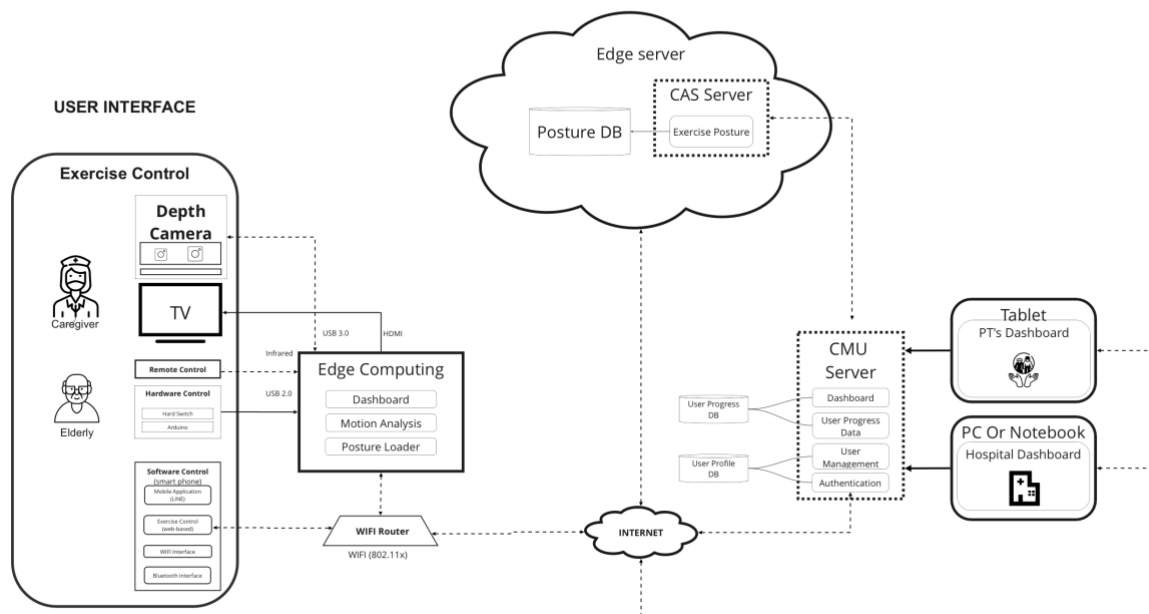 USER INTERFACE
Exercise Control
Depth
Camera
TV
Caregiver
Elderly
Remote Control
Hardware Control
Hard Switch
Arduino
Software Control
(smart phone)
Mobile Application
(LINE)
Exercise Control
(web-based)
WIFI Interface
Bluetooth Interface
USB 3.0
HDMI
Infrared
USB 2.0
Edge Computing
Dashboard
Motion Analysis
Posture Loader
WIFI Router
WIFI (802.11x)
Edge server
CAS Server
Posture DB
Exercise Posture
INTERNET
CMU
Server
Dashboard
User Progress
Data
User
Management
Authentication
User Progress
DB
User Profile
DB
Tablet
PT's Dashboard
PC Or Notebook
Hospital Dashboard